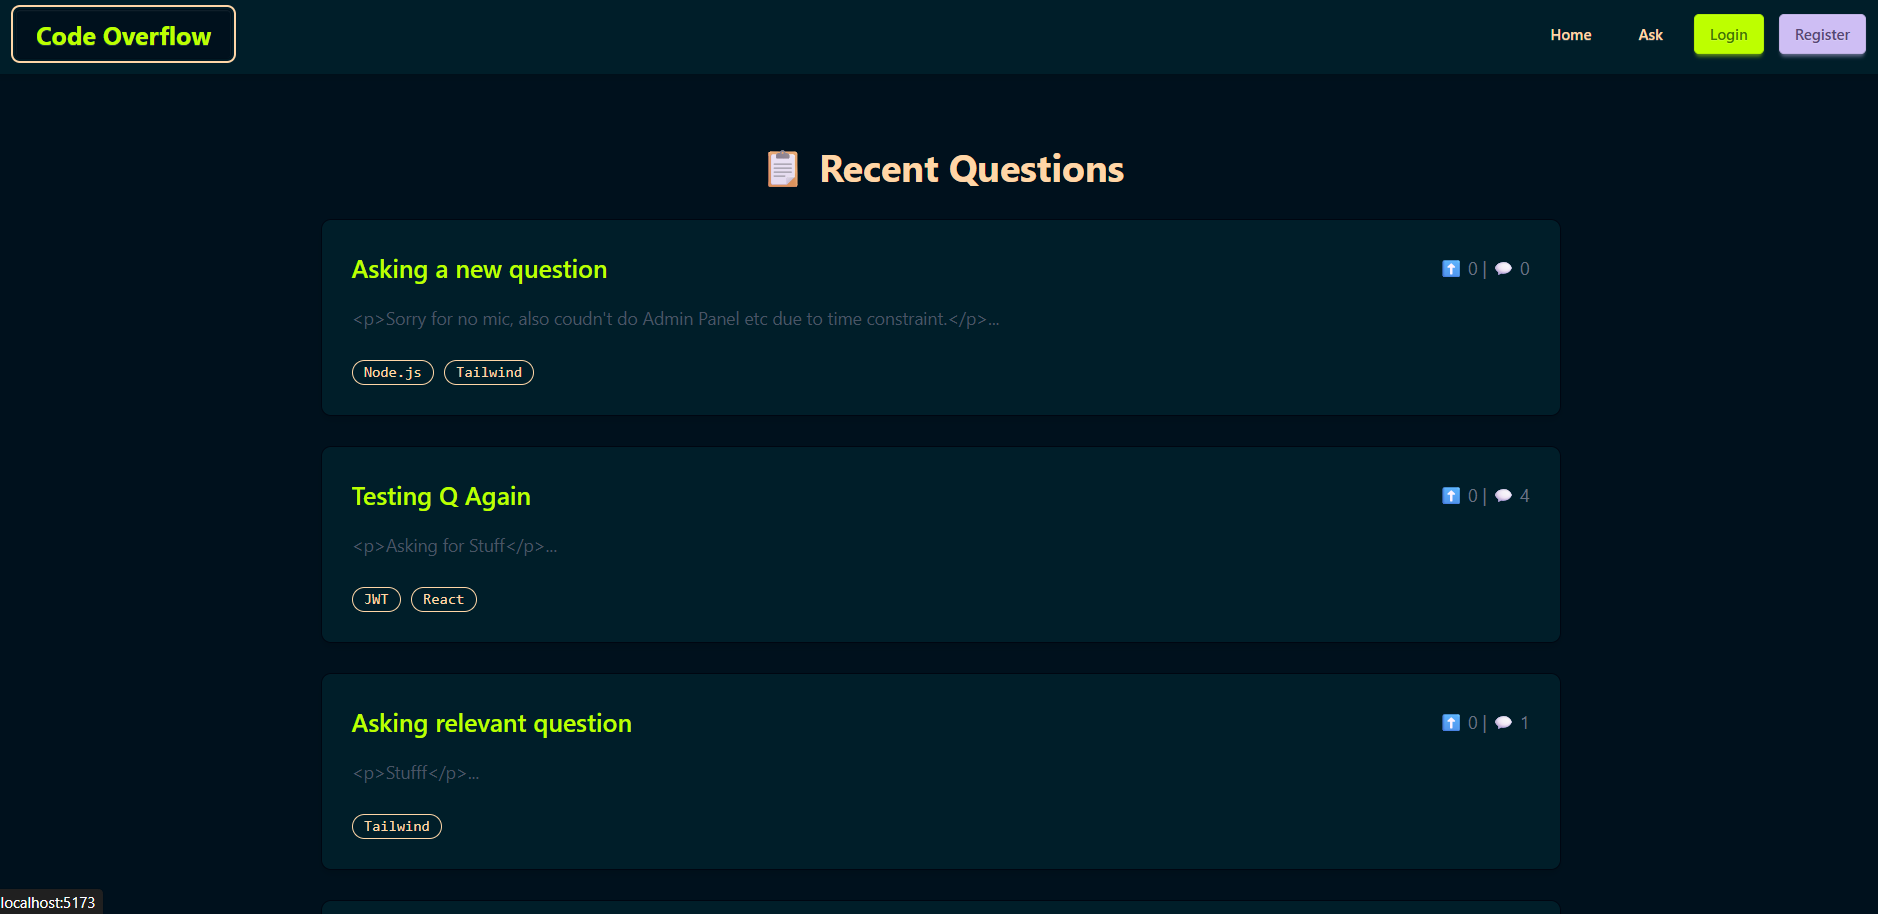 Code Overflow
Home Ask Login Register
📋 Recent Questions
Asking a new question ⬆️ 0 | 💬 0
<p>Sorry for no mic, also coudn't do Admin Panel etc due to time constraint.</p>...
Node.js Tailwind
Testing Q Again ⬆️ 0 | 💬 4
<p>Asking for Stuff</p>...
JWT React
Asking relevant question ⬆️ 0 | 💬 1
<p>Stufff</p>...
Tailwind
localhost:5173